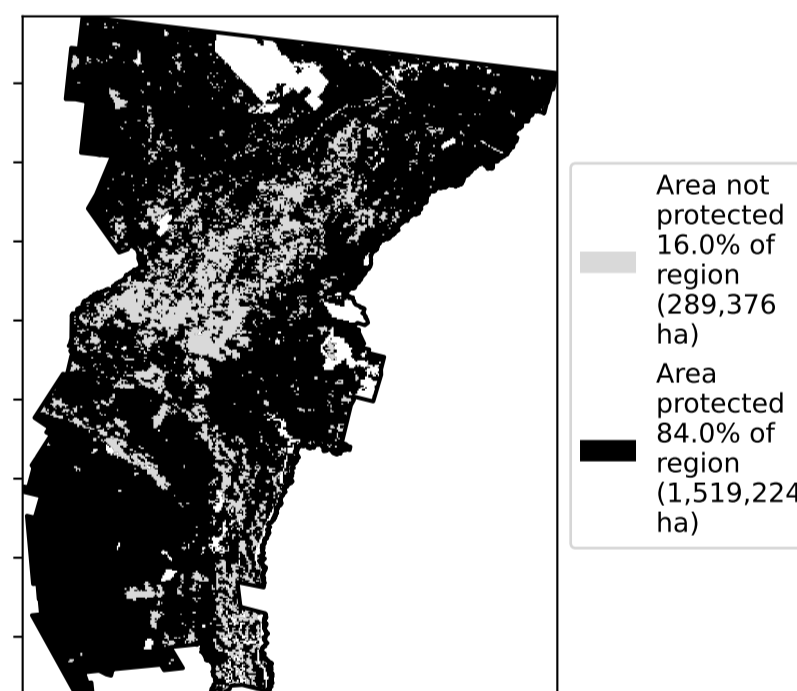 Area not
protected
16.0% of
region
(289,376
ha)
Area
protected
84.0% of
region
(1,519,224
ha)